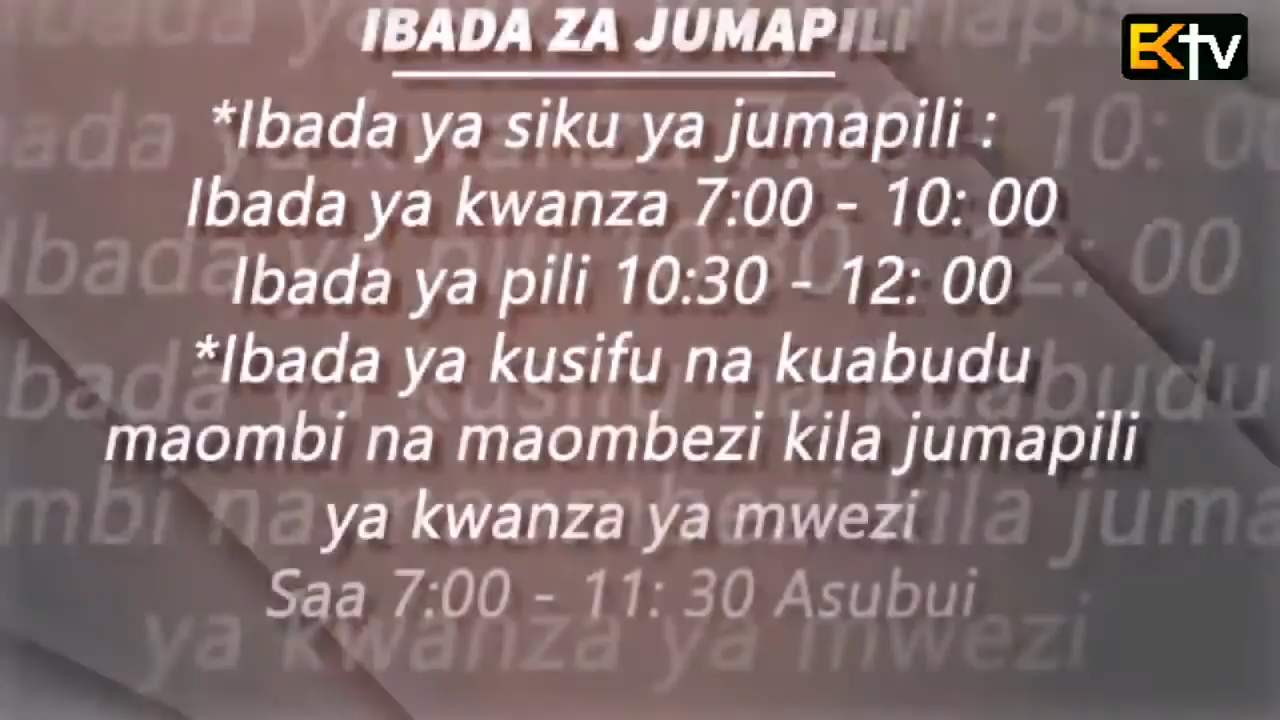 IBADA ZA JUMAPILI
EKTV
*Ibada ya siku ya jumapili :
Ibada ya kwanza 7:00 - 10: 00
Ibada ya pili 10:30 - 12: 00
*Ibada ya kusifu na kuabudu
maombi na maombezi kila jumapili
ya kwanza ya mwezi
Saa 7:00 - 11: 30 Asubui